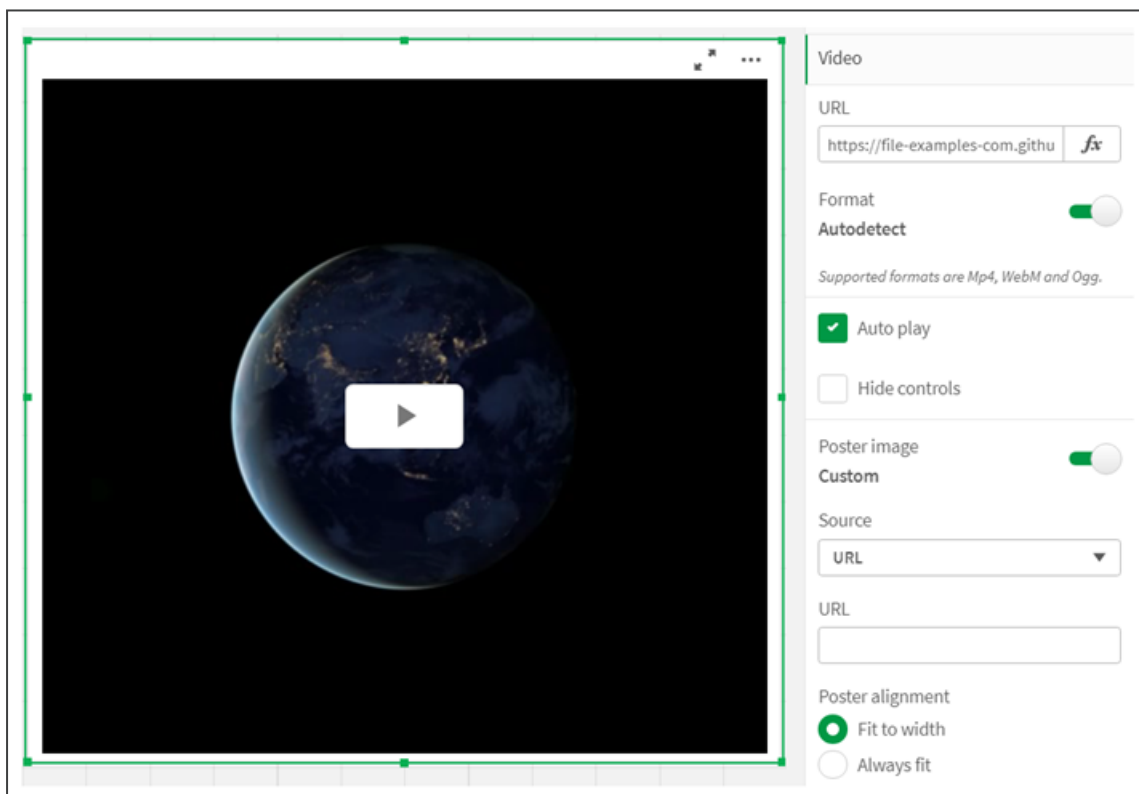 Video
URL
https://file-examples-com.githu fx
Format
Autodetect
Supported formats are Mp4, WebM and Ogg.
Auto play
Hide controls
Poster image
Custom
Source
URL
URL
Poster alignment
Fit to width
Always fit